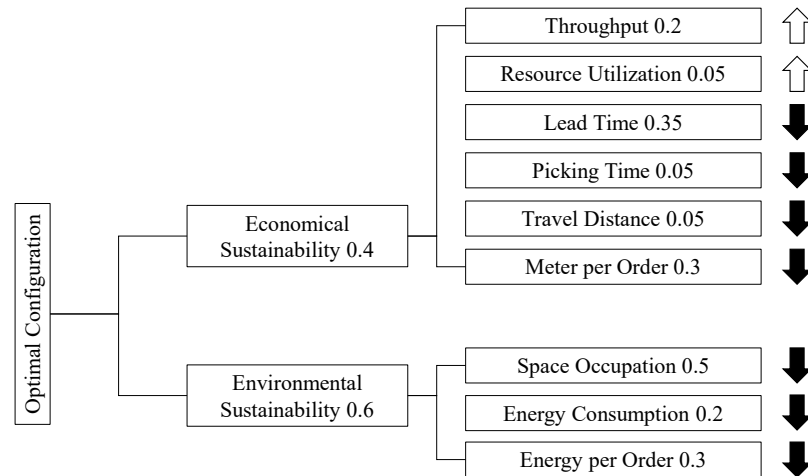 Optimal Configuration
Economical
Sustainability 0.4
Throughput 0.2
Resource Utilization 0.05
Lead Time 0.35
Picking Time 0.05
Travel Distance 0.05
Meter per Order 0.3
Environmental
Sustainability 0.6
Space Occupation 0.5
Energy Consumption 0.2
Energy per Order 0.3